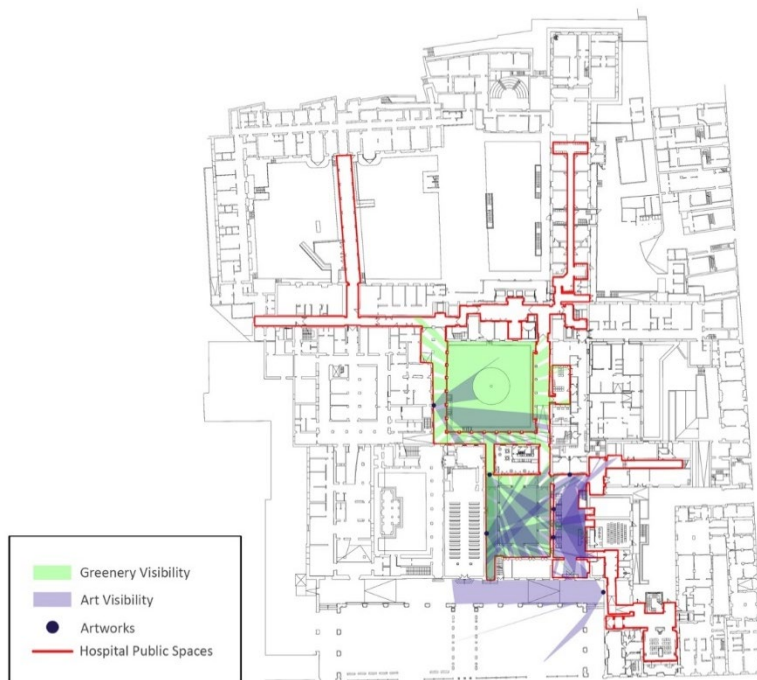 Greenery Visibility
Art Visibility
Artworks
Hospital Public Spaces